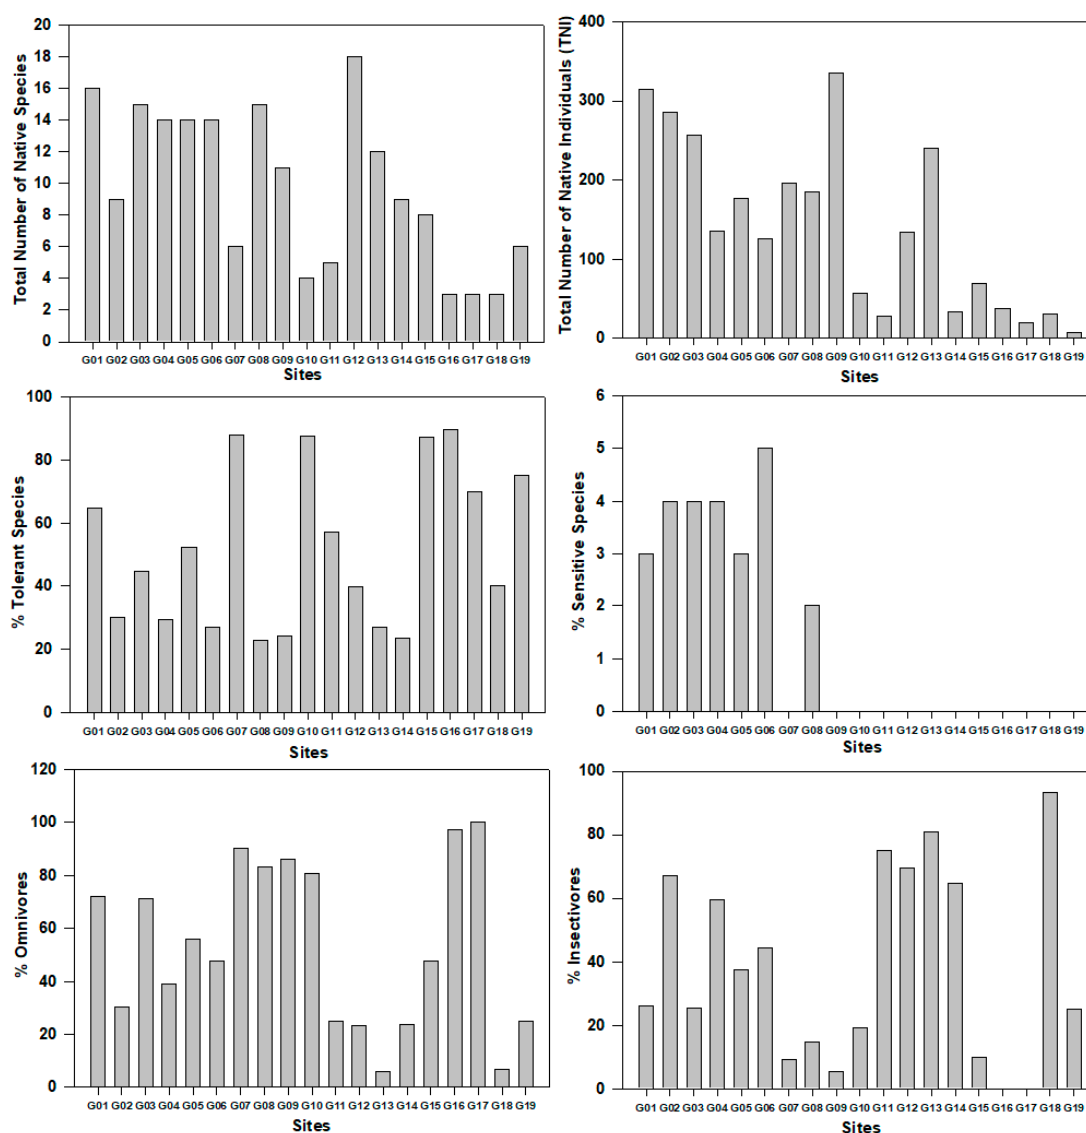 Total Number of Native Species
20
18
16
14
12
10
8
6
4
2
0
G01 G02 G03 G04 G05 G06 G07 G08 G09 G10 G11 G12 G13 G14 G15 G16 G17 G18 G19
Sites
Total Number of Native Individuals (TNI)
400
300
200
100
0
G01 G02 G03 G04 G05 G06 G07 G08 G09 G10 G11 G12 G13 G14 G15 G16 G17 G18 G19
Sites
% Tolerant Species
100
80
60
40
20
0
G01 G02 G03 G04 G05 G06 G07 G08 G09 G10 G11 G12 G13 G14 G15 G16 G17 G18 G19
Sites
% Sensitive Species
6
5
4
3
2
1
0
G01 G02 G03 G04 G05 G06 G07 G08 G09 G10 G11 G12 G13 G14 G15 G16 G17 G18 G19
Sites
% Omnivores
120
100
80
60
40
20
0
G01 G02 G03 G04 G05 G06 G07 G08 G09 G10 G11 G12 G13 G14 G15 G16 G17 G18 G19
Sites
% Insectivores
100
80
60
40
20
0
G01 G02 G03 G04 G05 G06 G07 G08 G09 G10 G11 G12 G13 G14 G15 G16 G17 G18 G19
Sites